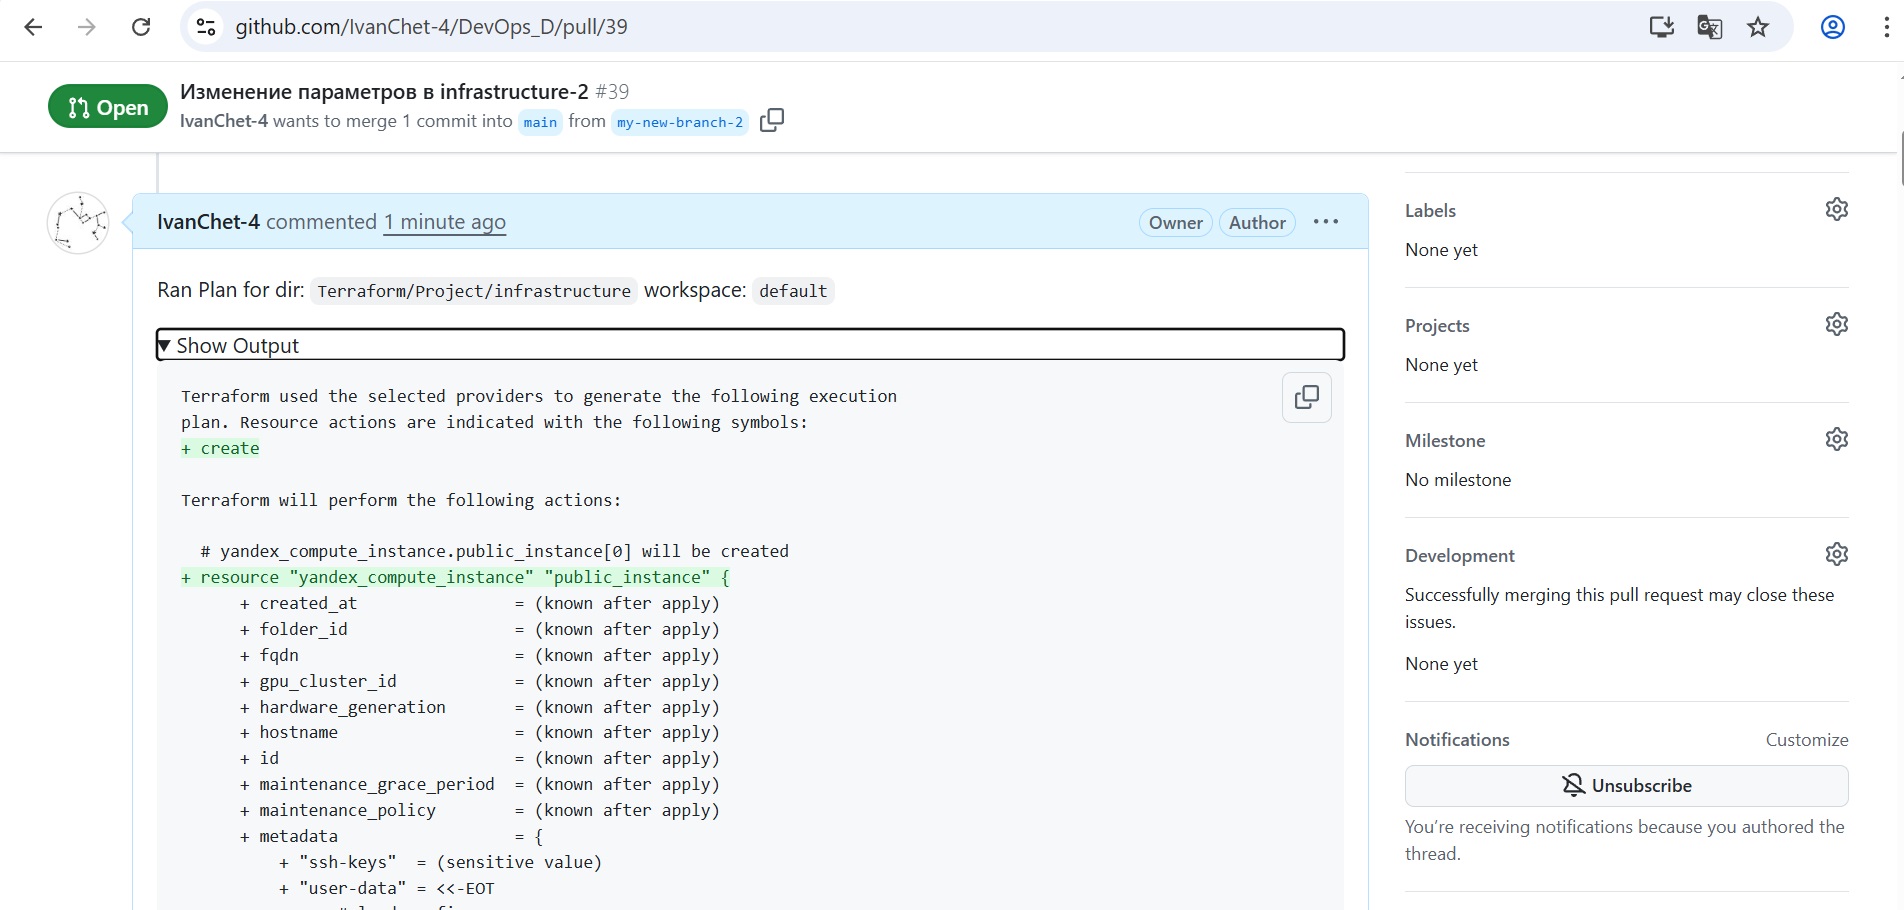 github.com/IvanChet-4/DevOps_D/pull/39
Open
Изменение параметров в infrastructure-2 #39
IvanChet-4 wants to merge 1 commit into main from my-new-branch-2
IvanChet-4 commented 1 minute ago
Owner
Author
Ran Plan for dir: Terraform/Project/infrastructure workspace: default
▼ Show Output
Terraform used the selected providers to generate the following execution
plan. Resource actions are indicated with the following symbols:
+ create
Terraform will perform the following actions:
# yandex_compute_instance.public_instance[0] will be created
+ resource "yandex_compute_instance" "public_instance" {
+ created_at = (known after apply)
+ folder_id = (known after apply)
+ fqdn = (known after apply)
+ gpu_cluster_id = (known after apply)
+ hardware_generation = (known after apply)
+ hostname = (known after apply)
+ id = (known after apply)
+ maintenance_grace_period = (known after apply)
+ maintenance_policy = (known after apply)
+ metadata = {
+ "ssh-keys" = (sensitive value)
+ "user-data" = <<-EOT
Labels
None yet
Projects
None yet
Milestone
No milestone
Development
Successfully merging this pull request may close these
issues.
None yet
Notifications
Customize
Unsubscribe
You're receiving notifications because you authored the
thread.